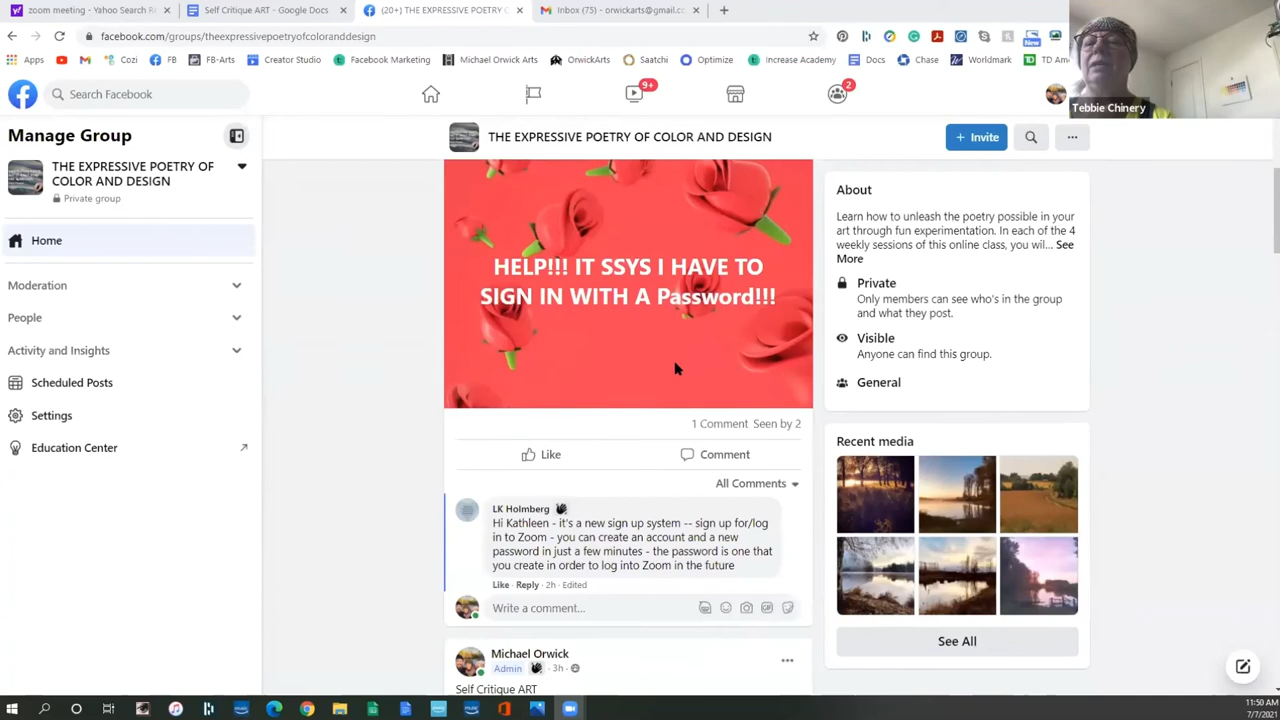 zoom meeting - Yahoo Search R
Self Critique ART - Google Docs
(20+) THE EXPRESSIVE POETRY O
Inbox (75) - orwickarts@gmail.co
facebook.com/groups/theexpressivepoetryofcoloranddesign
Apps
Cozi
FB
FB-Arts
Creator Studio
Facebook Marketing
Michael Orwick Arts
OrwickArts
Saatchi
Optimize
Increase Academy
Docs
Chase
Worldmark
TD Am
New
Tebbie Chinery
Search Facebook
9+
2
Manage Group
THE EXPRESSIVE POETRY OF
COLOR AND DESIGN
Private group
Home
Moderation
People
Activity and Insights
Scheduled Posts
Settings
Education Center
THE EXPRESSIVE POETRY OF COLOR AND DESIGN
+ Invite
HELP!!! IT SSYS I HAVE TO
SIGN IN WITH A Password!!!
1 Comment Seen by 2
Like
Comment
All Comments
LK Holmberg
Hi Kathleen - it's a new sign up system -- sign up for/log
in to Zoom - you can create an account and a new
password in just a few minutes - the password is one that
you create in order to log into Zoom in the future
Like · Reply · 2h · Edited
Write a comment...
Michael Orwick
Admin · 3h ·
Self Critique ART
About
Learn how to unleash the poetry possible in your
art through fun experimentation. In each of the 4
weekly sessions of this online class, you wil... See
More
Private
Only members can see who's in the group
and what they post.
Visible
Anyone can find this group.
General
Recent media
See All
11:50 AM
7/7/2021